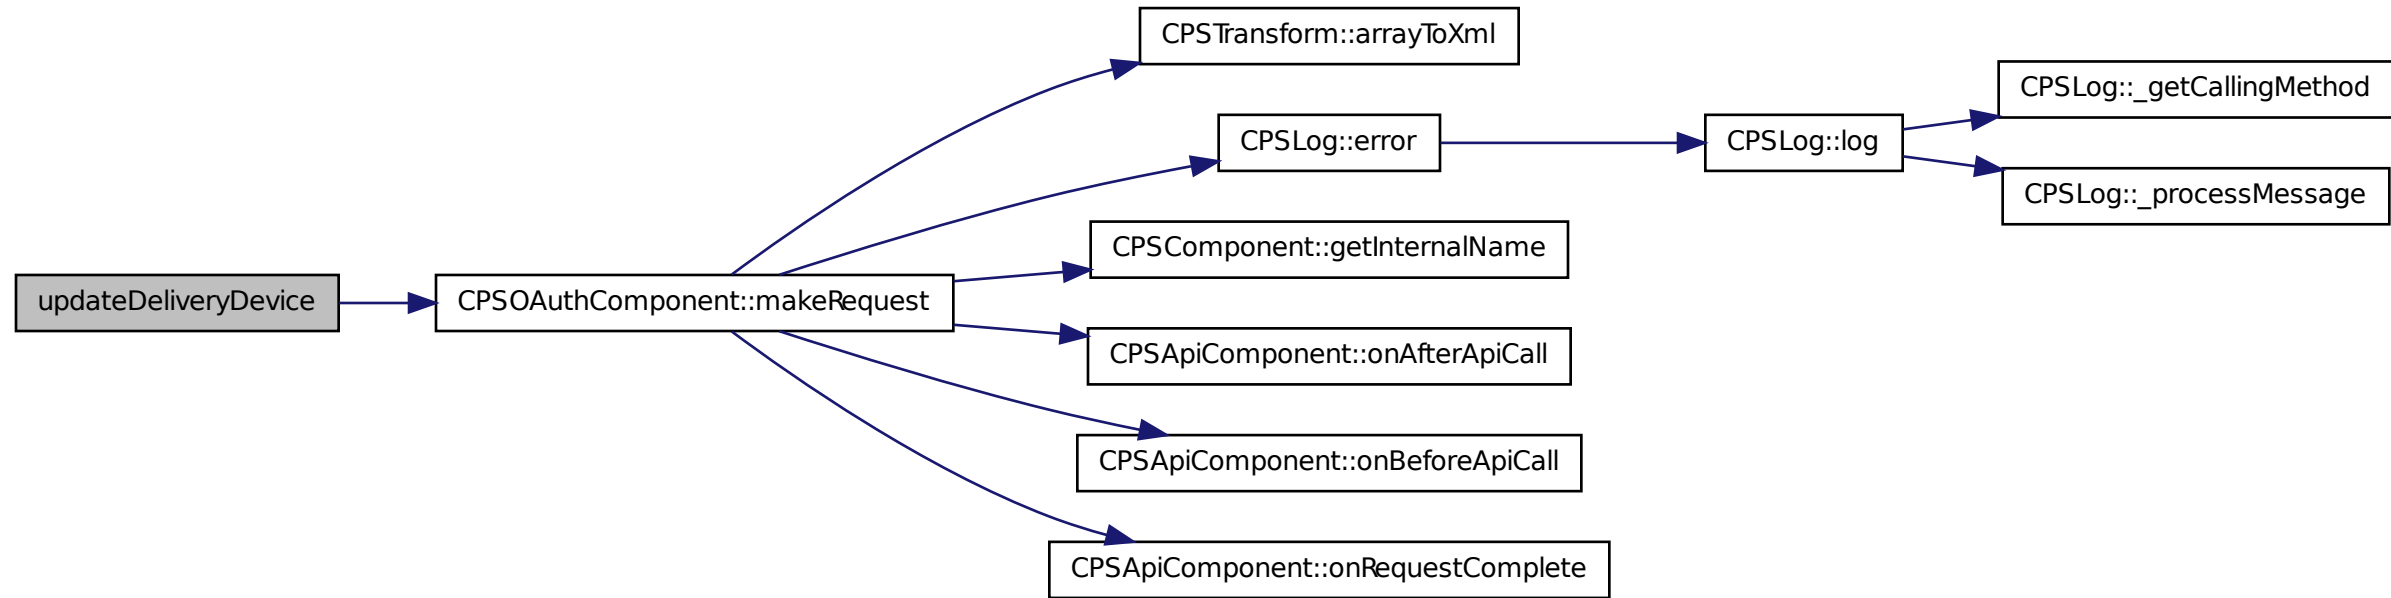 updateDeliveryDevice
CPSOAuthComponent::makeRequest
CPSTransform::arrayToXml
CPSLog::error
CPSComponent::getInternalName
CPSApiComponent::onAfterApiCall
CPSApiComponent::onBeforeApiCall
CPSApiComponent::onRequestComplete
CPSLog::log
CPSLog::_getCallingMethod
CPSLog::_processMessage